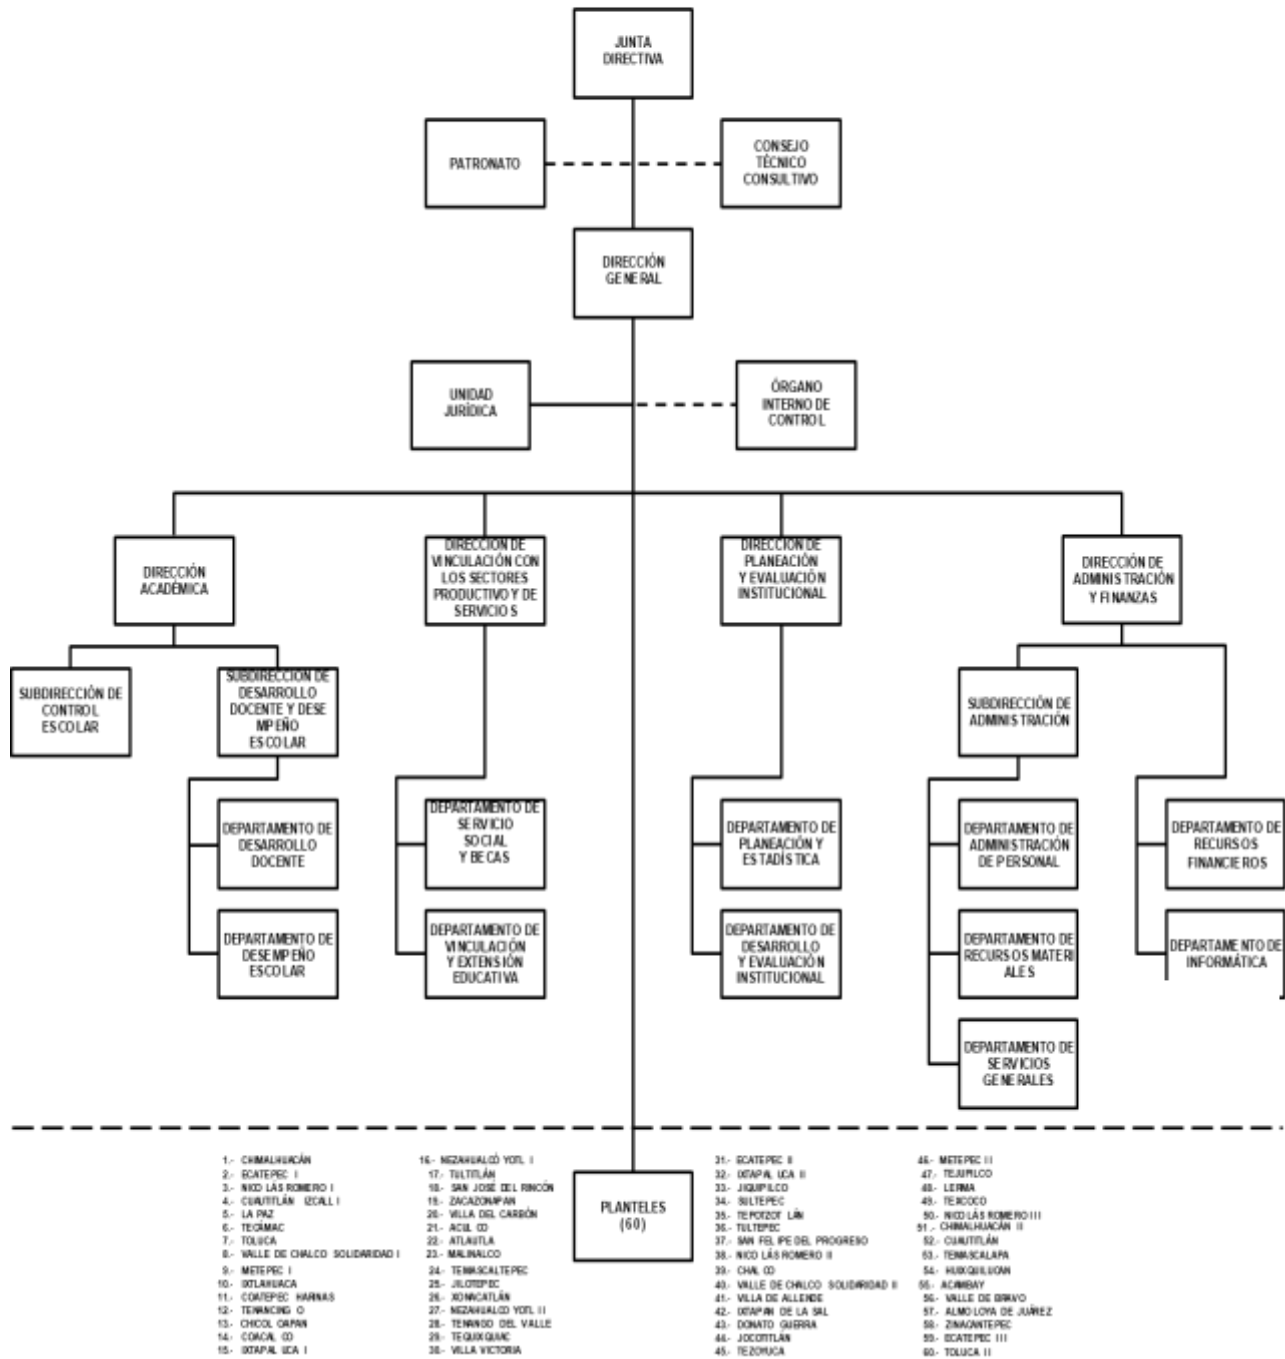 JUNTA
DIRECTIVA
PATRONATO
CONSEJO
TÉCNICO
CONSULTIVO
DIRECCIÓN
GENERAL
UNIDAD
JURÍDICA
ÓRGANO
INTERNO DE
CONTROL
DIRECCIÓN
ACADÉMICA
DIRECCIÓN DE
VINCULACIÓN CON
LOS SECTORES
PRODUCTIVO Y DE
SERVICIOS
DIRECCIÓN DE
PLANEACIÓN
Y EVALUACIÓN
INSTITUCIONAL
DIRECCIÓN DE
ADMINISTRACIÓN
Y FINANZAS
SUBDIRECCIÓN DE
CONTROL
ESCOLAR
SUBDIRECCIÓN DE
DESARROLLO
DOCENTE Y DESE
MPEÑO
ESCOLAR
SUBDIRECCIÓN DE
ADMINISTRACIÓN
DEPARTAMENTO DE
DESARROLLO
DOCENTE
DEPARTAMENTO DE
SERVICIO
SOCIAL
Y BECAS
DEPARTAMENTO DE
PLANEACIÓN Y
ESTADÍSTICA
DEPARTAMENTO DE
ADMINISTRACIÓN
DE PERSONAL
DEPARTAMENTO DE
RECURSOS
FINANCIEROS
DEPARTAMENTO DE
DESEMPEÑO
ESCOLAR
DEPARTAMENTO DE
VINCULACIÓN
Y EXTENSIÓN
EDUCATIVA
DEPARTAMENTO DE
DESARROLLO
Y EVALUACIÓN
INSTITUCIONAL
DEPARTAMENTO DE
RECURSOS MATERI
ALES
DEPARTAMENTO DE
INFORMÁTICA
DEPARTAMENTO DE
SERVICIOS
GENERALES
1.- CHIMALHUACÁN
2.- ECATEPEC I
3.- NICOLÁS ROMERO I
4.- CUAUTITLÁN IZCALLI
5.- LA PAZ
6.- TECÁMAC
7.- TOLUCA
8.- VALLE DE CHALCO SOLIDARIDAD I
9.- METEPEC I
10.- IXTLAHUACA
11.- COATEPEC HARINAS
12.- TENANCINGO
13.- CHICOLOAPAN
14.- COACALCO
15.- IXTAPALUCA I
16.- NEZAHUALCÓYOTL I
17.- TULTITLÁN
18.- SAN JOSÉ DEL RINCÓN
19.- ZACAZONAPAN
20.- VILLA DEL CARBÓN
21.- ACULCO
22.- ATLAUTLA
23.- MALINALCO
24.- TEMASCALTEPEC
25.- JILOTEPEC
26.- XONACATLÁN
27.- NEZAHUALCÓYOTL II
28.- TENANGO DEL VALLE
29.- TEQUIXQUIAC
30.- VILLA VICTORIA
PLANTELES
(60)
31.- ECATEPEC II
32.- IXTAPALUCA II
33.- JIQUIPILCO
34.- SULTEPEC
35.- TEPOTZOTLÁN
36.- TULTEPEC
37.- SAN FELIPE DEL PROGRESO
38.- NICOLÁS ROMERO II
39.- CHALCO
40.- VALLE DE CHALCO SOLIDARIDAD II
41.- VILLA DE ALLENDE
42.- IXTAPAN DE LA SAL
43.- DONATO GUERRA
44.- JOCOTITLÁN
45.- TEZOYUCA
46.- METEPEC II
47.- TEJUPILCO
48.- LERMA
49.- TEXCOCO
50.- NICOLÁS ROMERO III
51.- CHIMALHUACÁN II
52.- CUAUTITLÁN
53.- TEMASCALAPA
54.- HUIXQUILUCAN
55.- ACAMBAY
56.- VALLE DE BRAVO
57.- ALMOLOYA DE JUÁREZ
58.- ZINACANTEPEC
59.- ECATEPEC III
60.- TOLUCA II